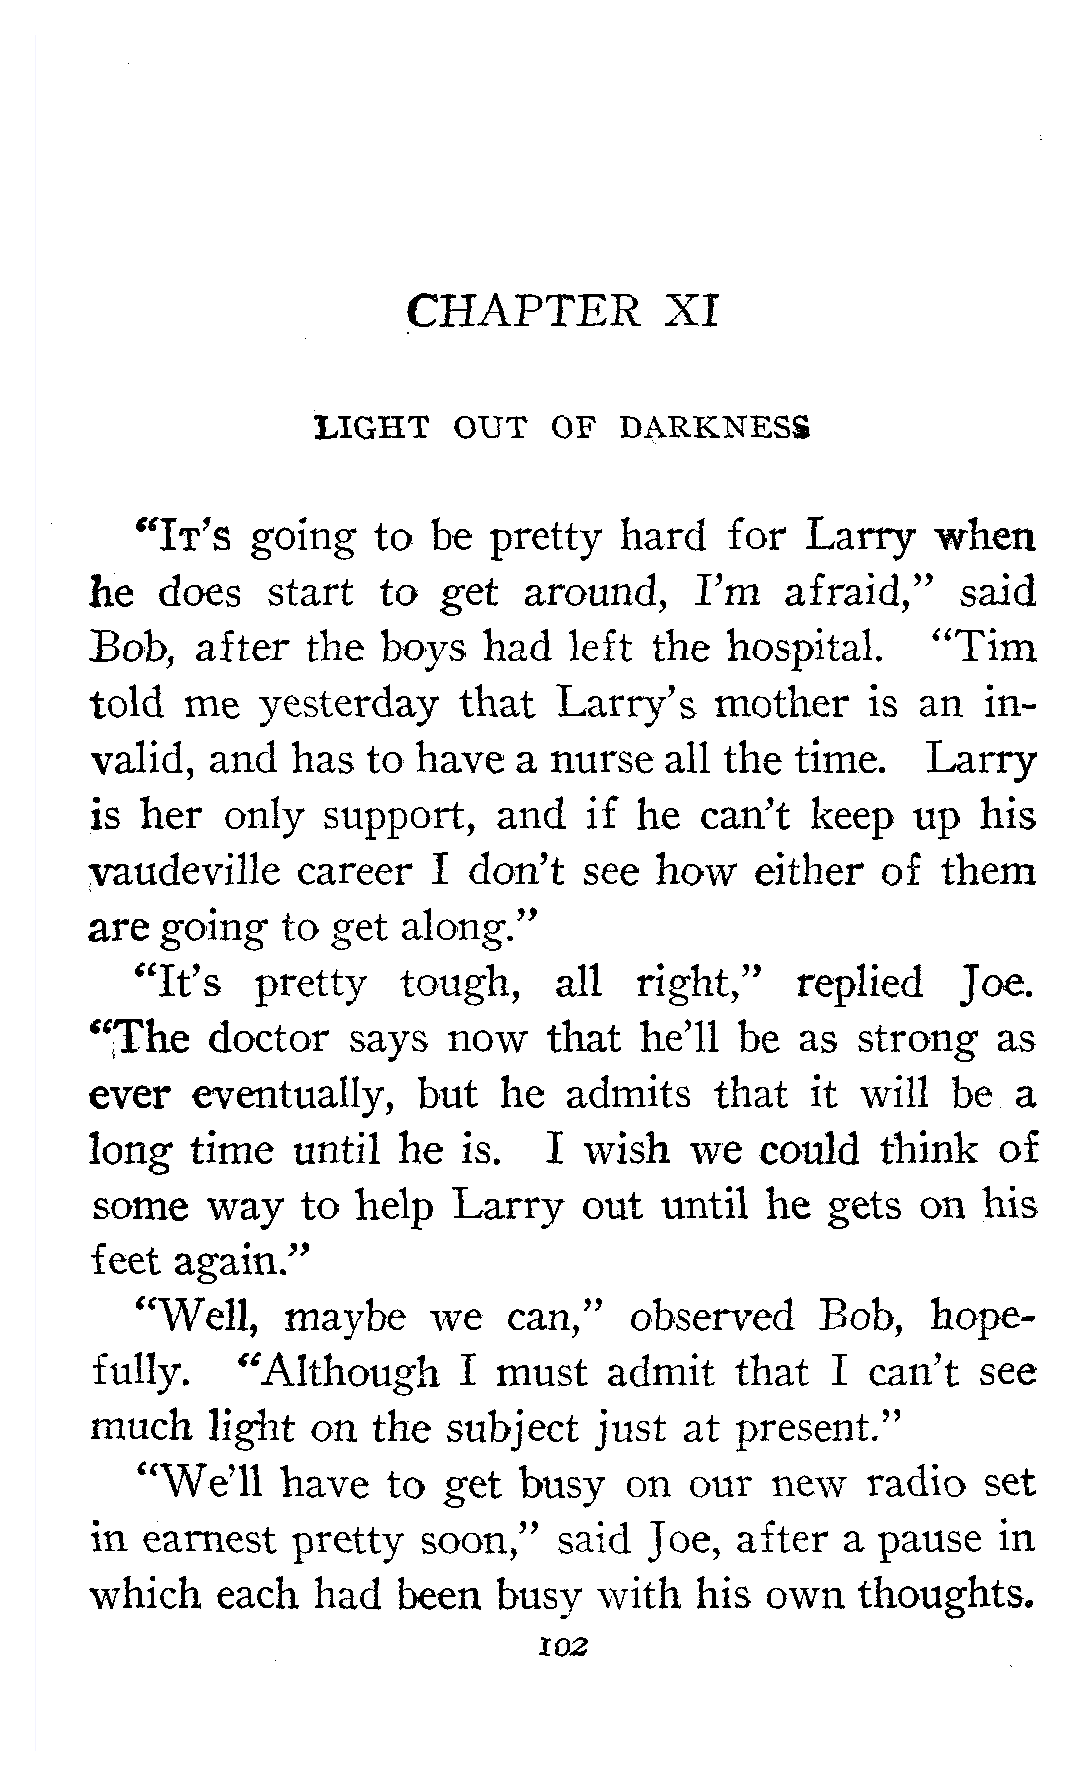 CHAPTER XI
LIGHT OUT OF DARKNESS
“IT’S going to be pretty hard for Larry when
he does start to get around, I’m afraid,” said
Bob, after the boys had left the hospital. “Tim
told me yesterday that Larry’s mother is an in-
valid, and has to have a nurse all the time. Larry
is her only support, and if he can’t keep up his
vaudeville career I don’t see how either of them
are going to get along.”
“It’s pretty tough, all right,” replied Joe.
“The doctor says now that he’ll be as strong as
ever eventually, but he admits that it will be a
long time until he is. I wish we could think of
some way to help Larry out until he gets on his
feet again.”
“Well, maybe we can,” observed Bob, hope-
fully. “Although I must admit that I can’t see
much light on the subject just at present.”
“We’ll have to get busy on our new radio set
in earnest pretty soon,” said Joe, after a pause in
which each had been busy with his own thoughts.
102